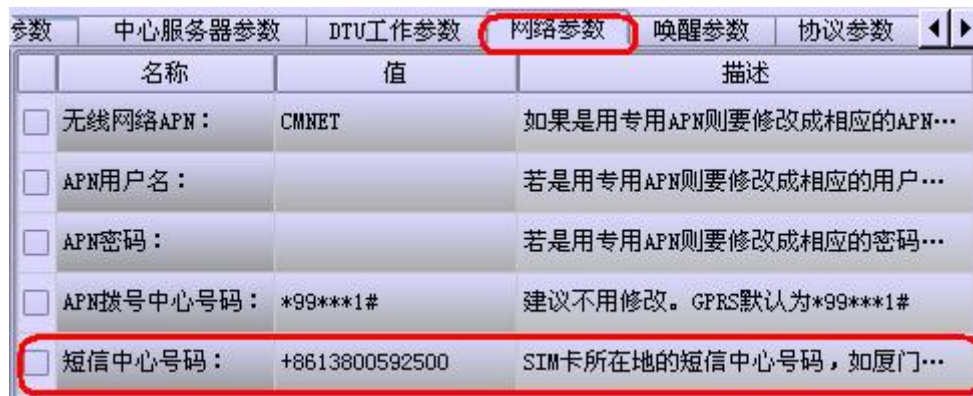 参数 中心服务器参数 DTU工作参数 网络参数 唤醒参数 协议参数
名称 值 描述
无线网络APN： CMNET 如果是用专用APN则要修改成相应的APN…
APN用户名： 若是用专用APN则要修改成相应的用户…
APN密码： 若是用专用APN则要修改成相应的密码…
APN拨号中心号码： *99***1# 建议不用修改。GPRS默认为*99***1#
短信中心号码： +8613800592500 SIM卡所在地的短信中心号码，如厦门…